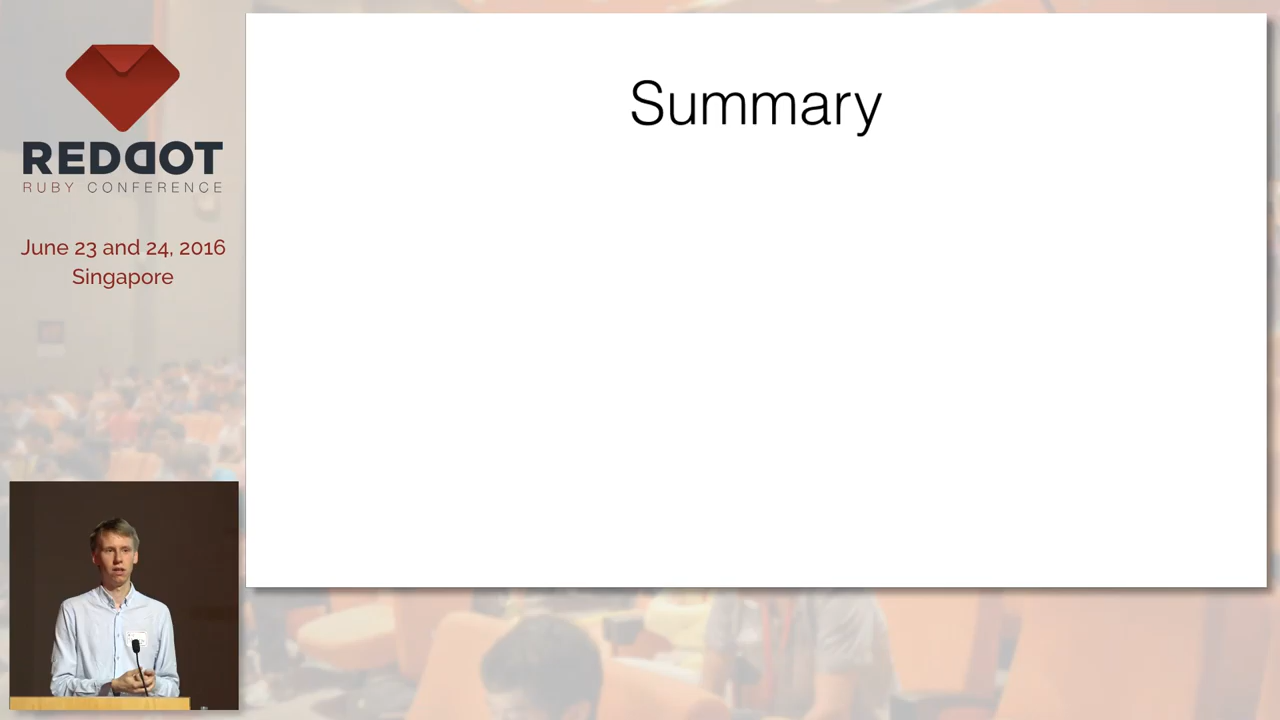 REDDOT
RUBY CONFERENCE
June 23 and 24, 2016
Singapore
Summary